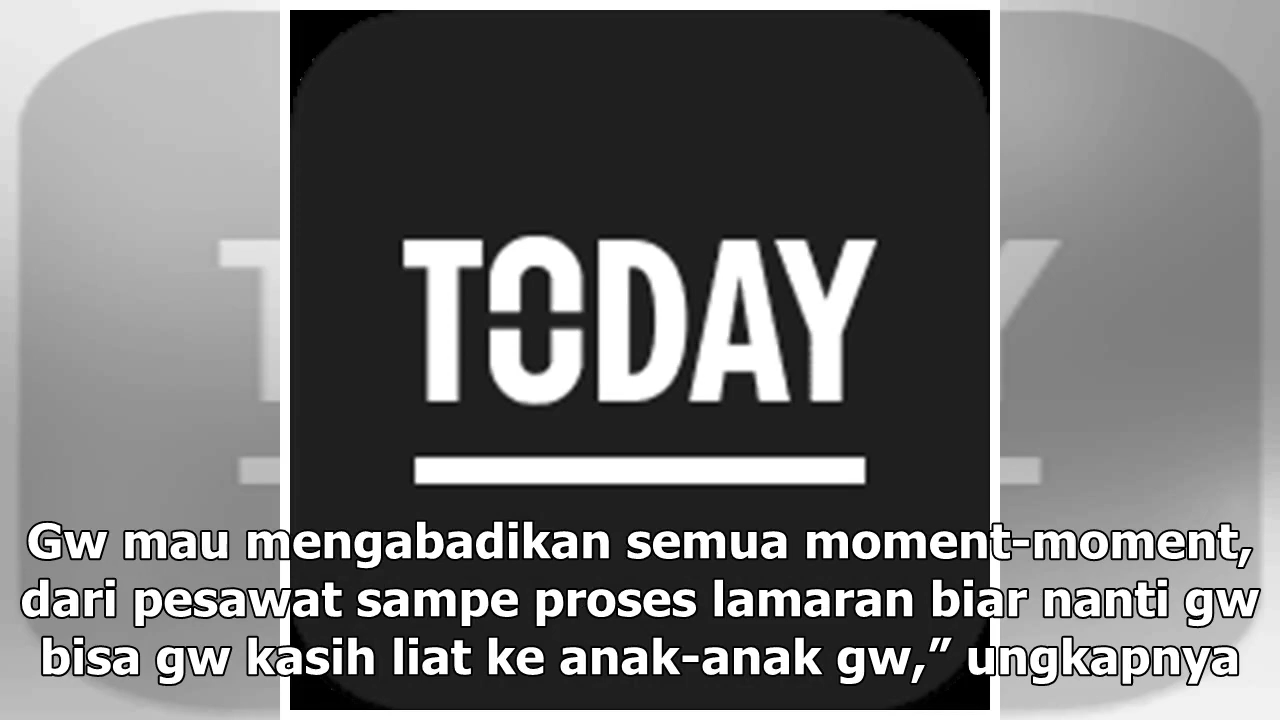 TODAY
Gw mau mengabadikan semua moment-moment,
dari pesawat sampe proses lamaran biar nanti gw
bisa gw kasih liat ke anak-anak gw,” ungkapnya